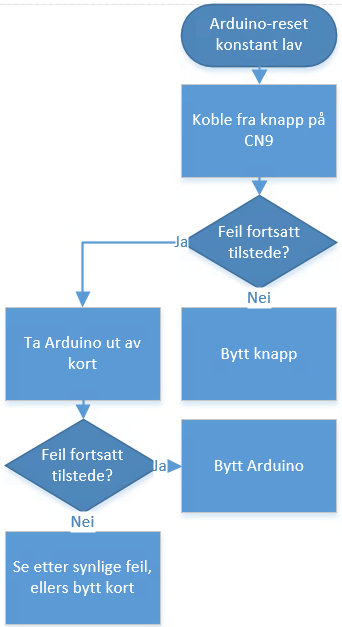 Arduino-reset
konstant lav
Koble fra knapp på
CN9
Feil fortsatt
tilstede?
Ja
Nei
Ta Arduino ut av
kort
Bytt knapp
Feil fortsatt
tilstede?
Ja
Bytt Arduino
Nei
Se etter synlige feil,
ellers bytt kort